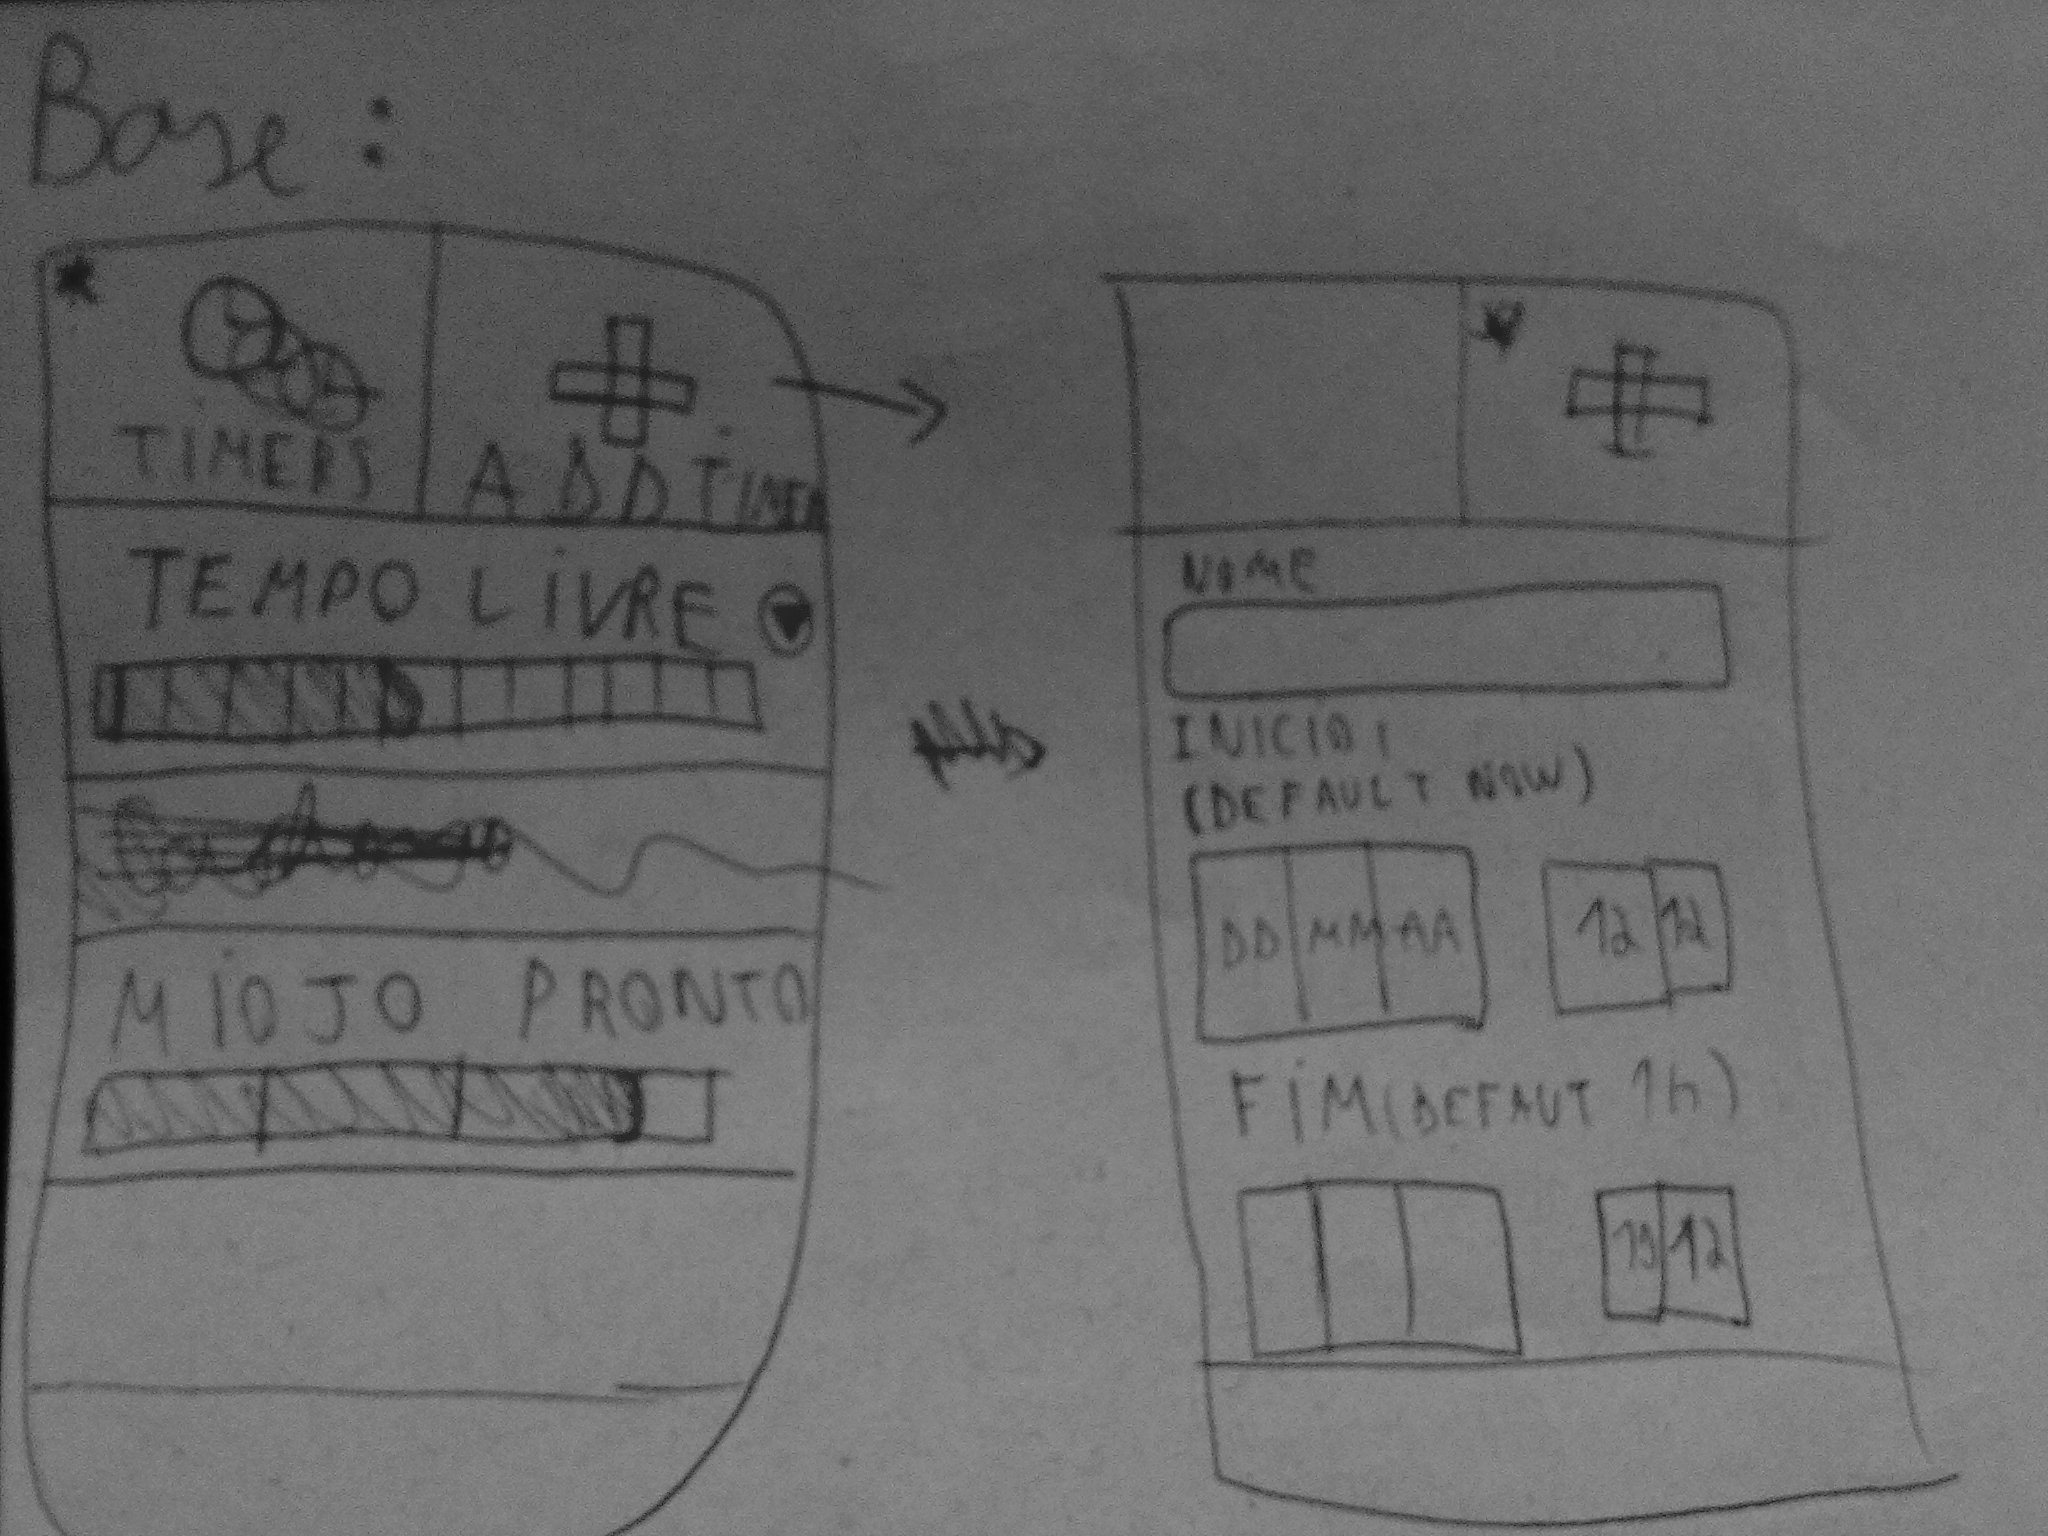 Base:
TIMERS
ADD TIMER
TEMPO LIVRE
MIOJO PRONTO
NOME
INICIO:
(DEFAULT NOW)
DD MM AA 12 12
FIM (DEFAUT 1h)
19 12